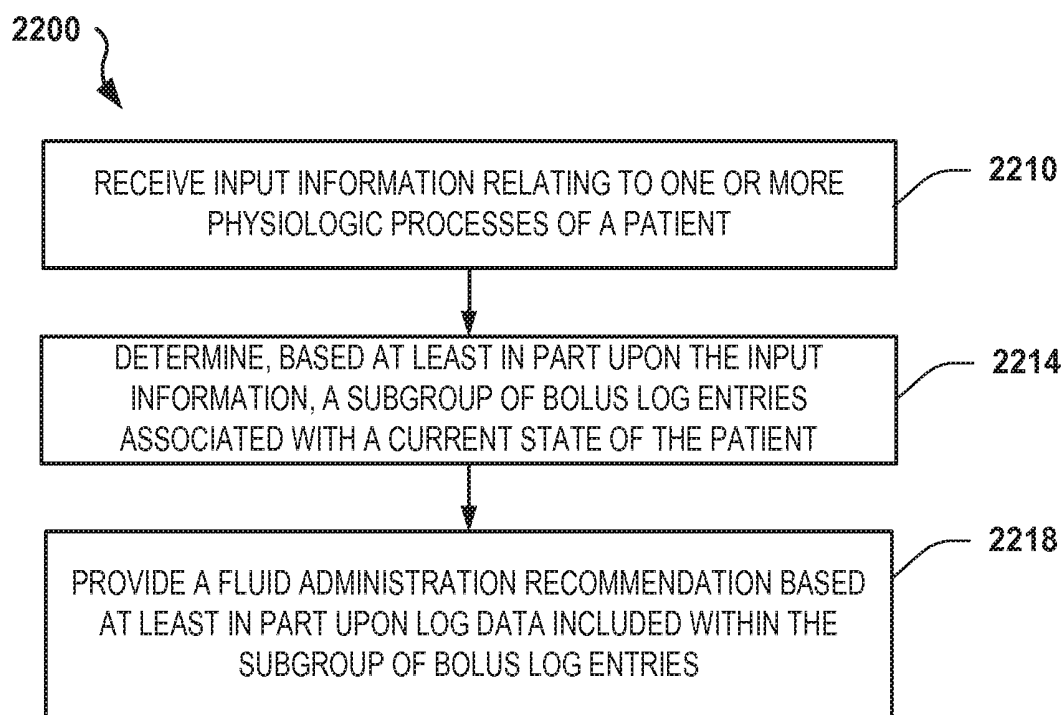 2200
RECEIVE INPUT INFORMATION RELATING TO ONE OR MORE
PHYSIOLOGIC PROCESSES OF A PATIENT
2210
DETERMINE, BASED AT LEAST IN PART UPON THE INPUT
INFORMATION, A SUBGROUP OF BOLUS LOG ENTRIES
ASSOCIATED WITH A CURRENT STATE OF THE PATIENT
2214
PROVIDE A FLUID ADMINISTRATION RECOMMENDATION BASED
AT LEAST IN PART UPON LOG DATA INCLUDED WITHIN THE
SUBGROUP OF BOLUS LOG ENTRIES
2218